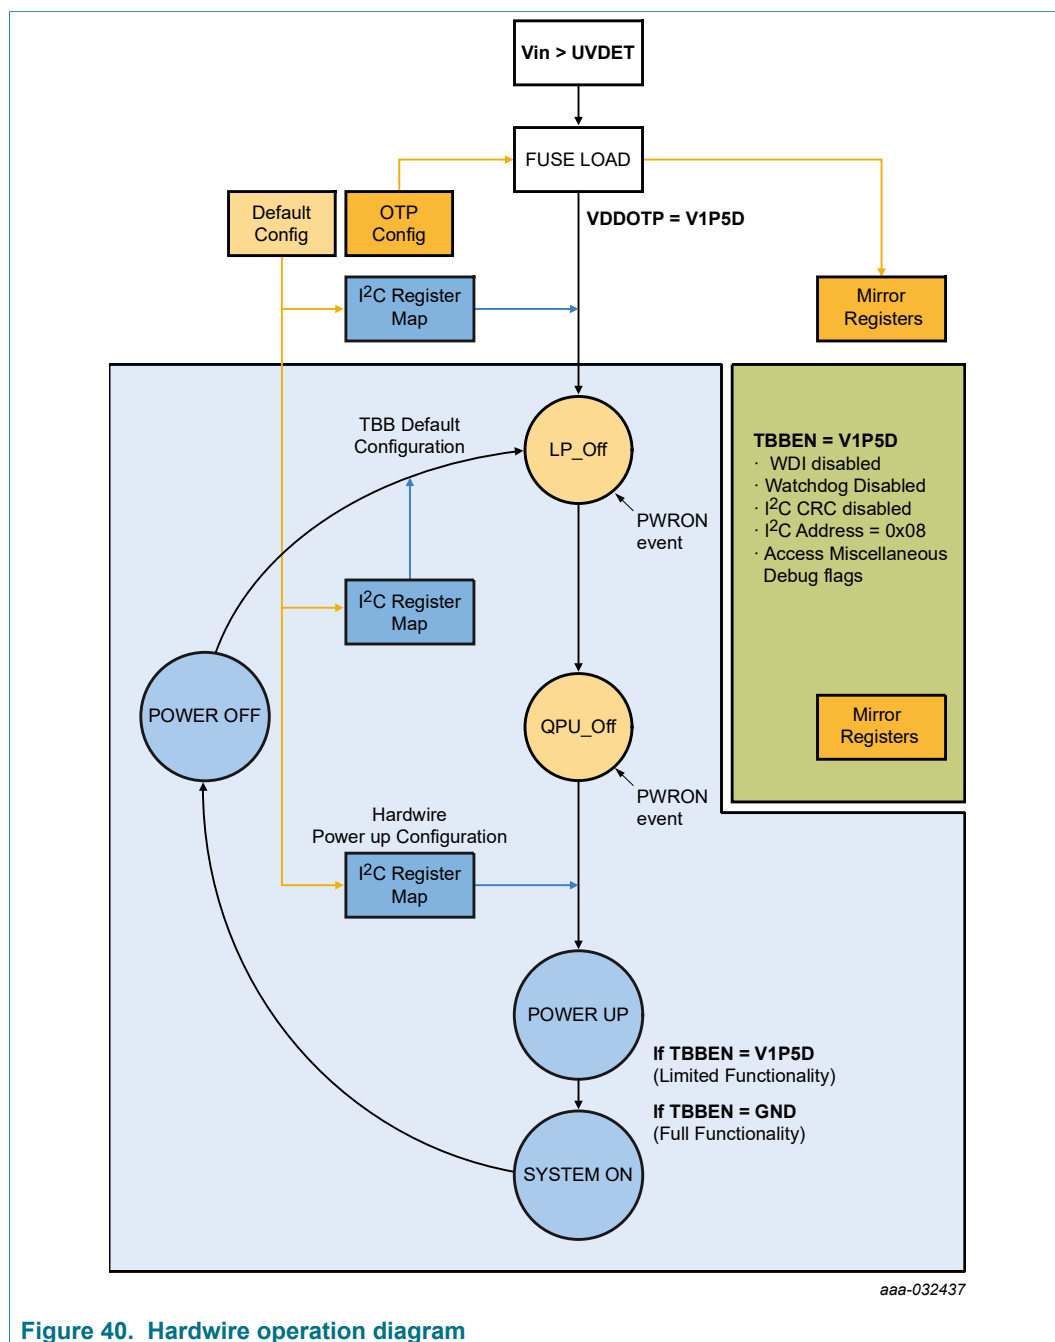 Vin > UVDET
FUSE LOAD
VDDOTP = V1P5D
Default
Config
OTP
Config
I²C Register
Map
Mirror
Registers
TBB Default
Configuration
LP_Off
PWRON
event
TBBEN = V1P5D
· WDI disabled
· Watchdog Disabled
· I²C CRC disabled
· I²C Address = 0x08
· Access Miscellaneous
Debug flags
I²C Register
Map
POWER OFF
QPU_Off
Mirror
Registers
PWRON
event
Hardwire
Power up Configuration
I²C Register
Map
POWER UP
If TBBEN = V1P5D
(Limited Functionality)
If TBBEN = GND
(Full Functionality)
SYSTEM ON
aaa-032437
Figure 40. Hardwire operation diagram